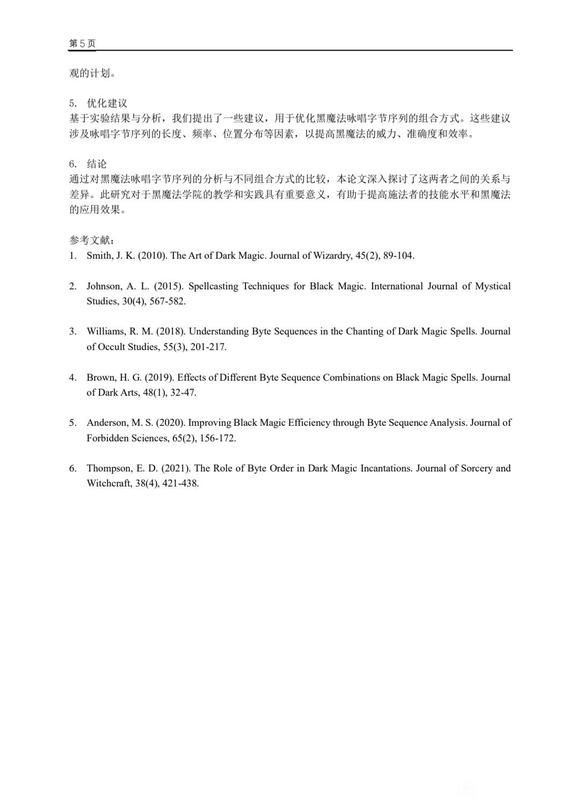 第 5 页
观的计划。
5. 优化建议
基于实验结果与分析，我们提出了一些建议，用于优化黑魔法咏唱字节序列的组合方式。这些建议
涉及咏唱字节序列的长度、频率、位置分布等因素，以提高黑魔法的威力、准确度和效率。
6. 结论
通过对黑魔法咏唱字节序列的分析与不同组合方式的比较，本论文深入探讨了这两者之间的关系与
差异。此研究对于黑魔法学院的教学和实践具有重要意义，有助于提高施法者的技能水平和黑魔法
的应用效果。
参考文献：
1. Smith, J. K. (2010). The Art of Dark Magic. Journal of Wizardry, 45(2), 89-104.
2. Johnson, A. L. (2015). Spellcasting Techniques for Black Magic. International Journal of Mystical
Studies, 30(4), 567-582.
3. Williams, R. M. (2018). Understanding Byte Sequences in the Chanting of Dark Magic Spells. Journal
of Occult Studies, 55(3), 201-217.
4. Brown, H. G. (2019). Effects of Different Byte Sequence Combinations on Black Magic Spells. Journal
of Dark Arts, 48(1), 32-47.
5. Anderson, M. S. (2020). Improving Black Magic Efficiency through Byte Sequence Analysis. Journal of
Forbidden Sciences, 65(2), 156-172.
6. Thompson, E. D. (2021). The Role of Byte Order in Dark Magic Incantations. Journal of Sorcery and
Witchcraft, 38(4), 421-438.